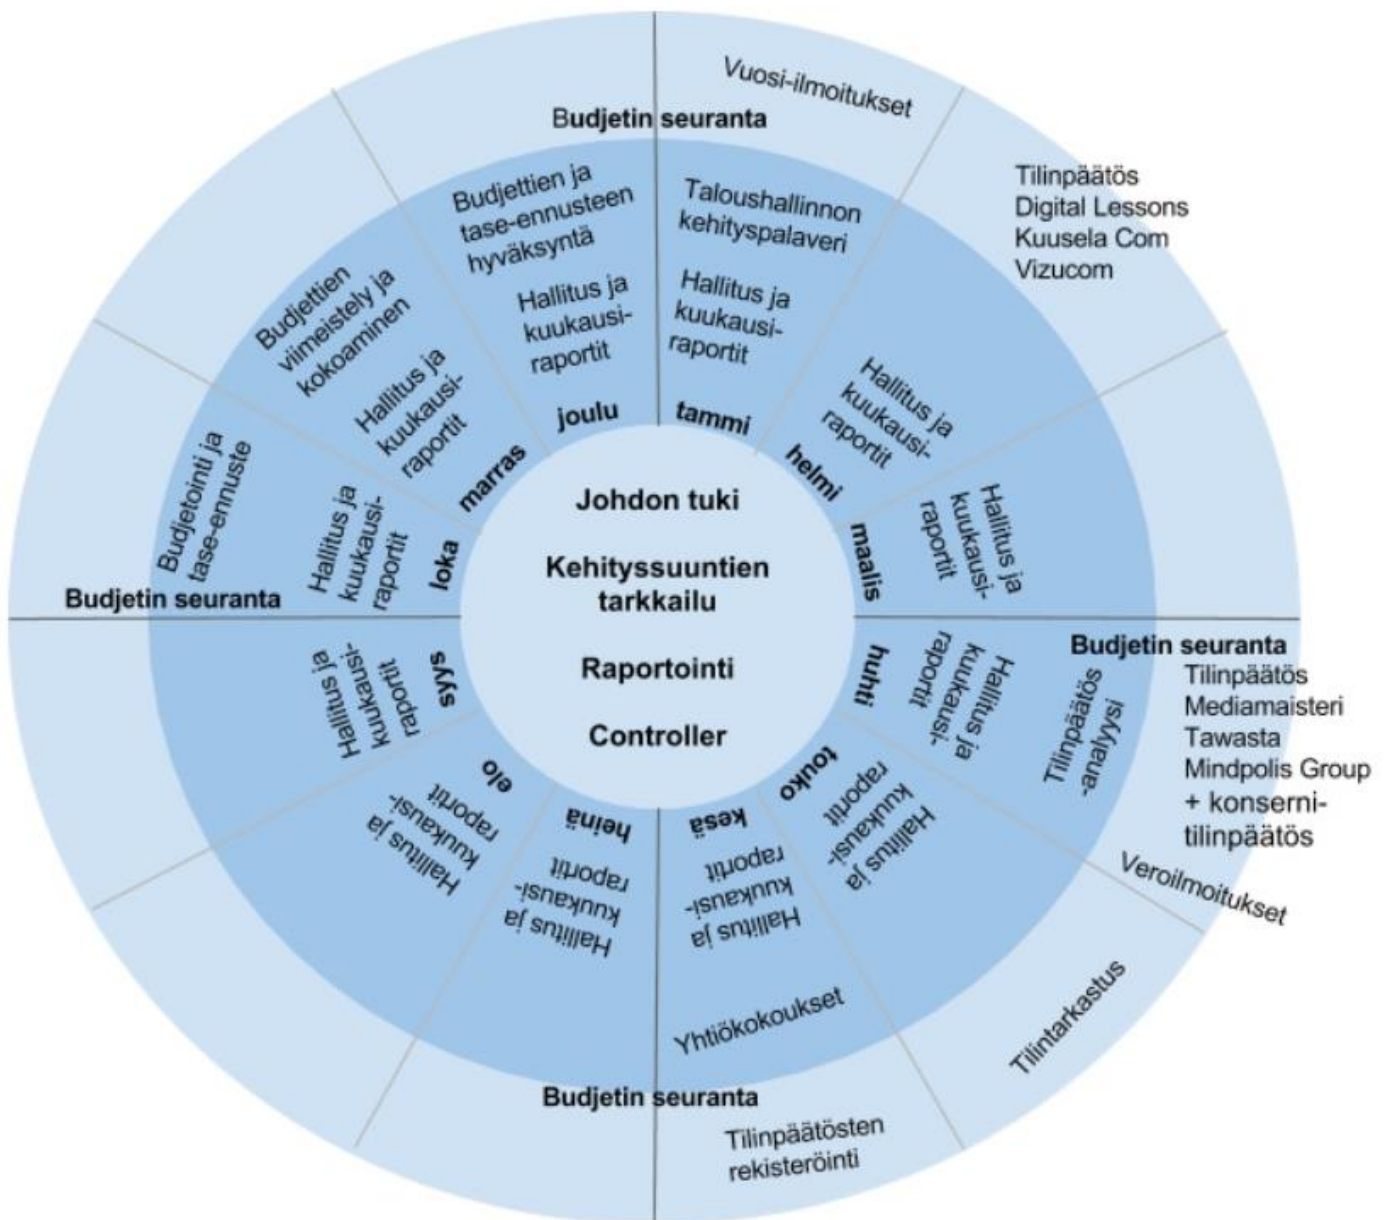 Vuosi-ilmoitukset
Budjetin seuranta
Taloushallinnon
kehityspalaveri
Hallitus ja
kuukausi-
raportit
tammi
Tilinpäätös
Digital Lessons
Kuusela Com
Vizucom
Hallitus ja
kuukausi-
raportit
helmi
Hallitus ja
kuukausi-
raportit
maalis
Budjetin seuranta
Tilinpäätös
Mediamaisteri
Tawasta
Mindpolis Group
+ konserni-
tilinpäätös
Tilinpäätös
-analyysi
Hallitus ja
kuukausi-
raportit
huhti
Veroilmoitukset
Tilintarkastus
Hallitus ja
kuukausi-
raportit
touko
kesä
Hallitus ja
kuukausi-
raportit
Yhtiökokoukset
Budjetin seuranta
Tilinpäätösten
rekisteröinti
heinä
Hallitus ja
kuukausi-
raportit
elo
Hallitus ja
kuukausi-
raportit
syys
Hallitus ja
kuukausi-
raportit
Budjetin seuranta
Budjetointi ja
tase-ennuste
Hallitus ja
kuukausi-
raportit
loka
Budjettien
viimeistely ja
kokoaminen
Hallitus ja
kuukausi-
raportit
marras
Budjettien ja
tase-ennusteen
hyväksyntä
Hallitus ja
kuukausi-
raportit
joulu
Johdon tuki
Kehityssuuntien
tarkkailu
Raportointi
Controller